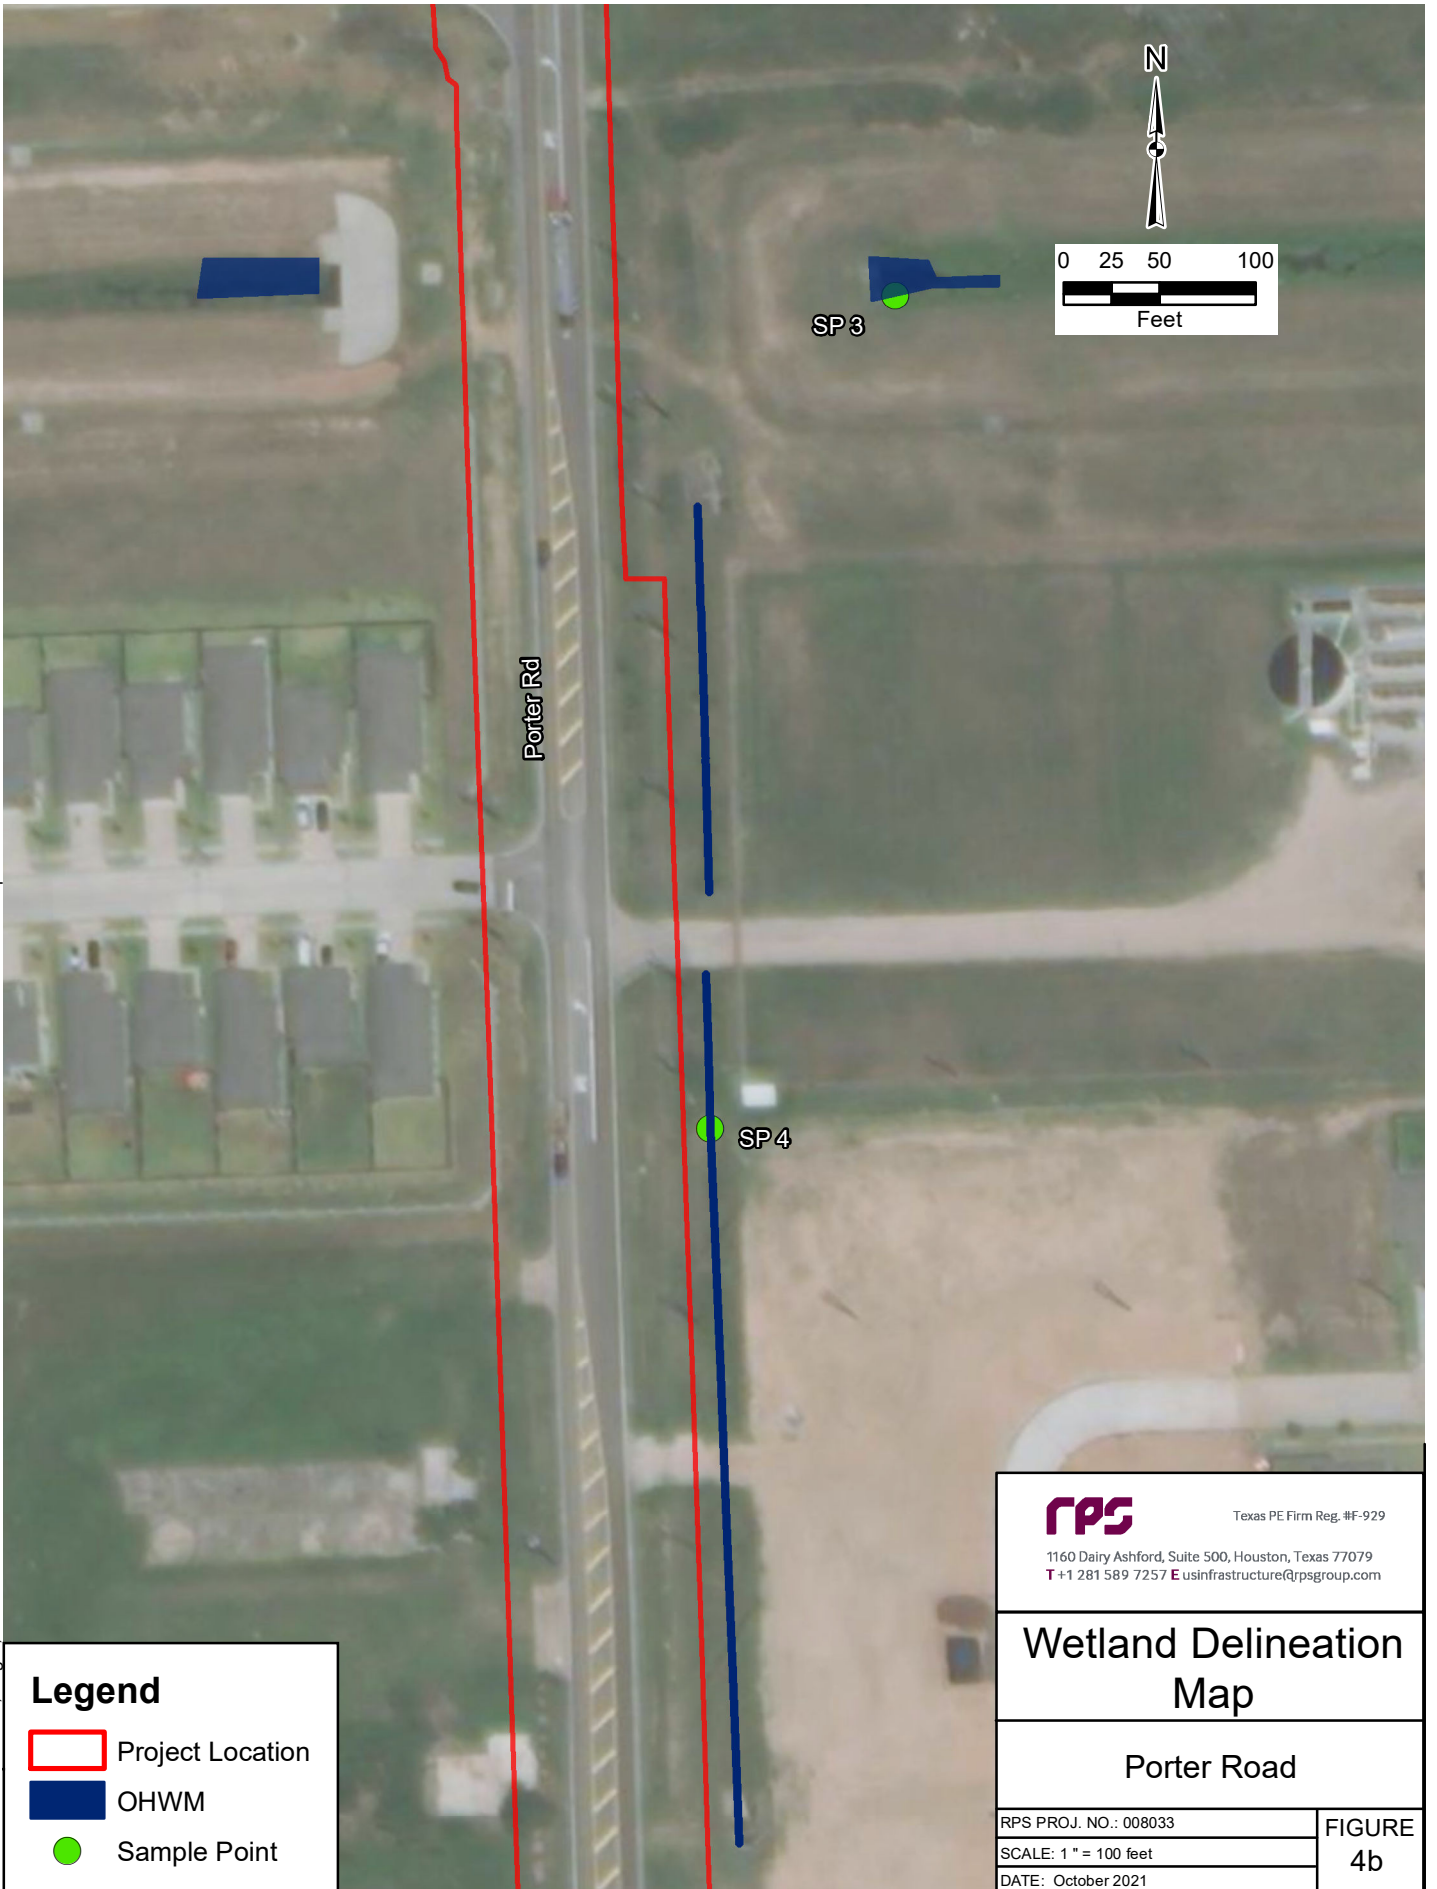 N
0 25 50 100
Feet
SP 3
Porter Rd
SP 4
rps
Texas PE Firm Reg. #F-929
1160 Dairy Ashford, Suite 500, Houston, Texas 77079
T +1 281 589 7257 E usinfrastructure@rpsgroup.com
Wetland Delineation
Map
Porter Road
RPS PROJ. NO.: 008033
SCALE: 1 " = 100 feet
DATE: October 2021
FIGURE
4b
Legend
Project Location
OHWM
Sample Point